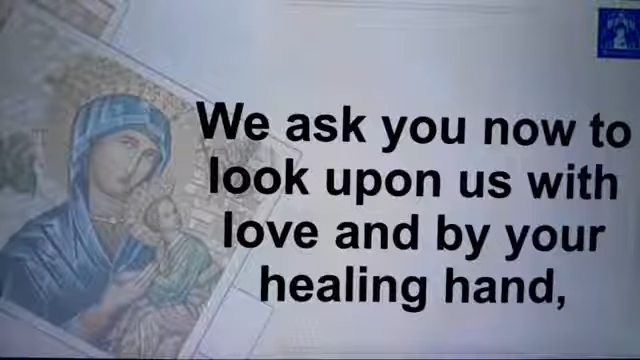 We ask you now to
look upon us with
love and by your
healing hand,